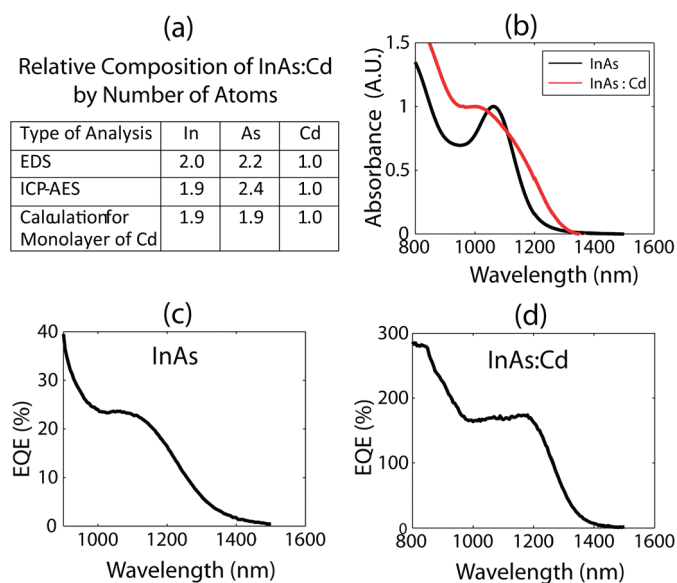 (a)
Relative Composition of InAs:Cd
by Number of Atoms
Type of Analysis In As Cd
EDS 2.0 2.2 1.0
ICP-AES 1.9 2.4 1.0
Calculationfor 1.9 1.9 1.0
Monolayer of Cd
(b)
InAs
InAs : Cd
Absorbance (A.U.)
1.5
1
0.5
0
800 1000 1200 1400 1600
Wavelength (nm)
(c)
InAs
EQE (%)
40
30
20
10
0
1000 1200 1400 1600
Wavelength (nm)
(d)
InAs:Cd
EQE (%)
300
200
100
0
800 1000 1200 1400 1600
Wavelength (nm)